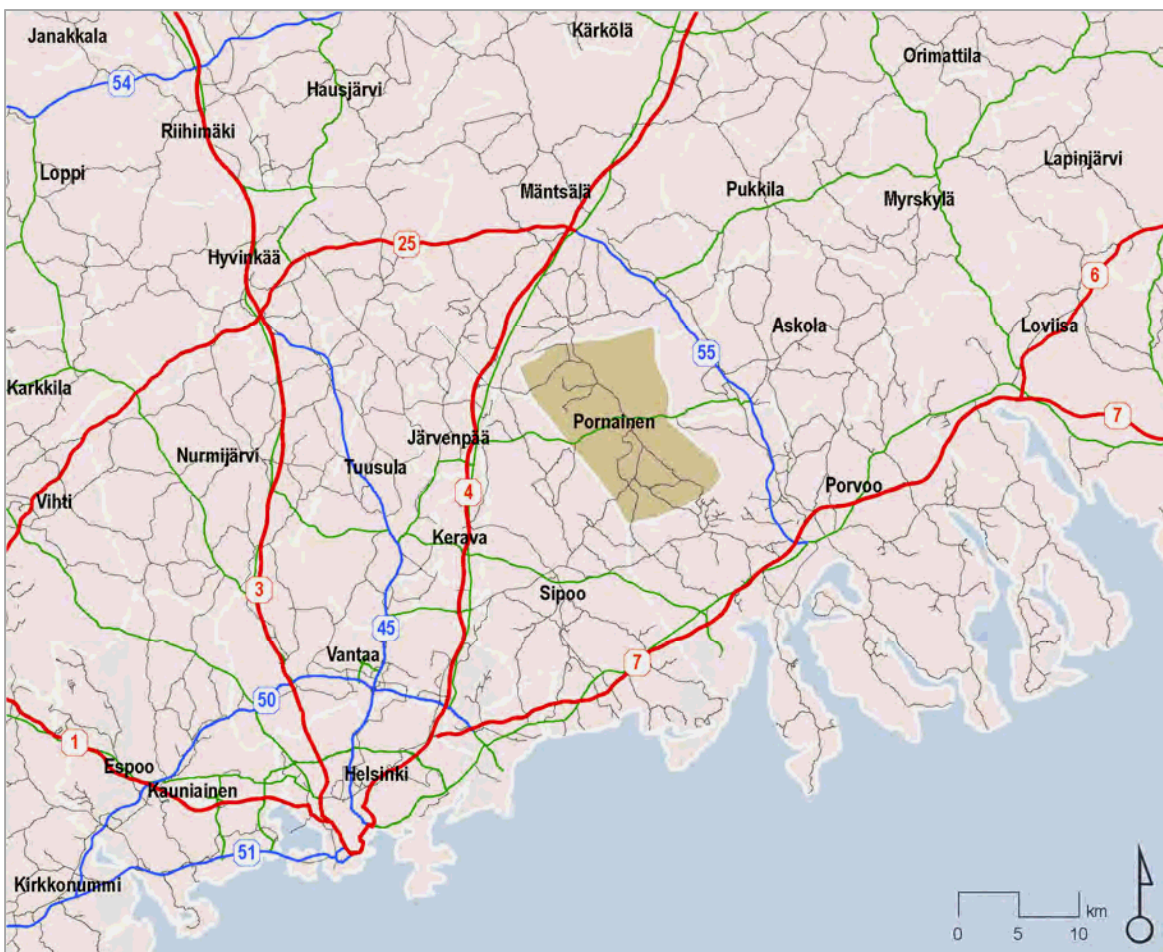 Janakkala
Kärkölä
Orimattila
54
Hausjärvi
Riihimäki
Lapinjärvi
Loppi
Mäntsälä
Pukkila
Myrskylä
25
Hyvinkää
6
Askola
Loviisa
55
Karkkila
7
Pornainen
Järvenpää
Nurmijärvi
Tuusula
Porvoo
4
Vihti
Kerava
3
Sipoo
45
Vantaa
7
50
1
Espoo
Helsinki
Kauniainen
51
Kirkkonummi
km
0 5 10